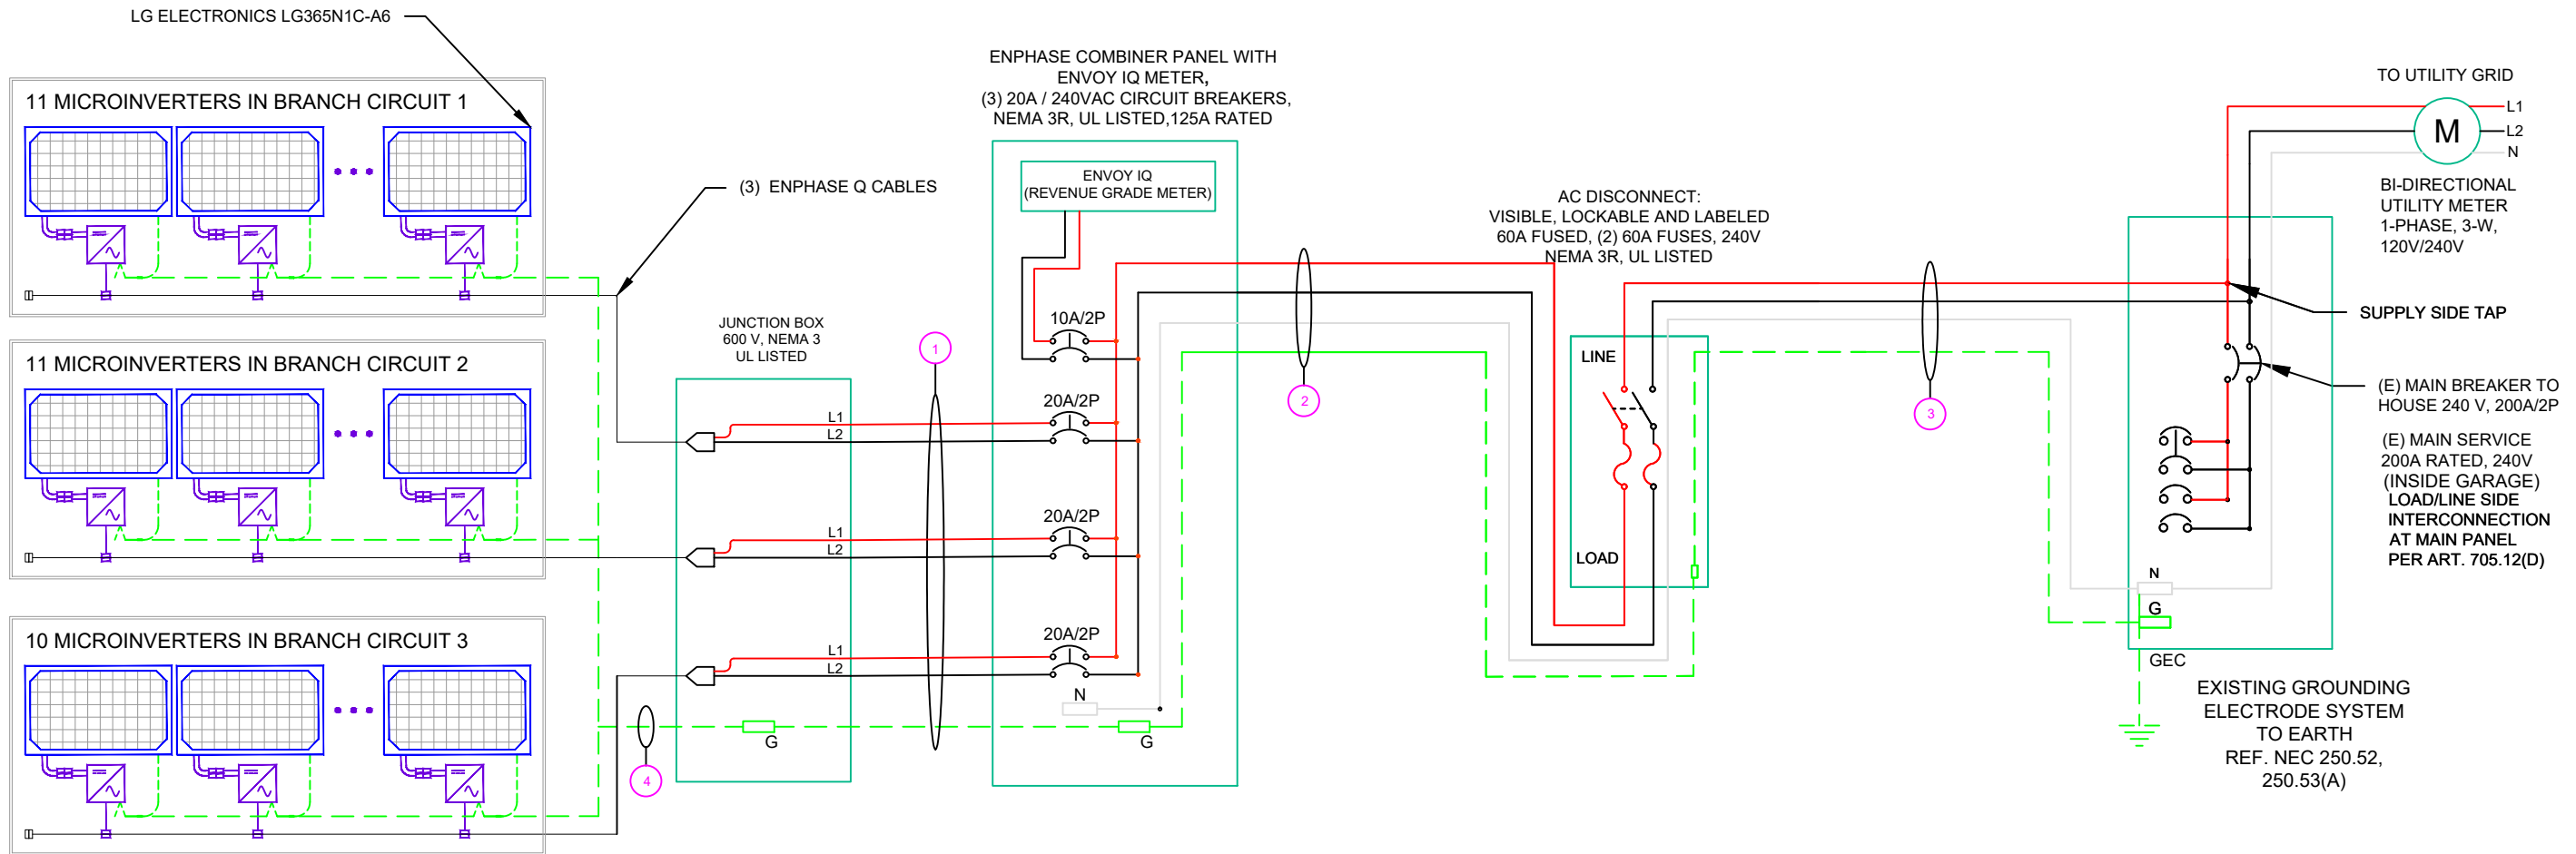 LG ELECTRONICS LG365N1C-A6
11 MICROINVERTERS IN BRANCH CIRCUIT 1
11 MICROINVERTERS IN BRANCH CIRCUIT 2
10 MICROINVERTERS IN BRANCH CIRCUIT 3
(3) ENPHASE Q CABLES
JUNCTION BOX
600 V, NEMA 3
UL LISTED
L1
L2
L1
L2
L1
L2
G
4
1
ENPHASE COMBINER PANEL WITH
ENVOY IQ METER,
(3) 20A / 240VAC CIRCUIT BREAKERS,
NEMA 3R, UL LISTED,125A RATED
ENVOY IQ
(REVENUE GRADE METER)
10A/2P
20A/2P
20A/2P
20A/2P
N
G
2
AC DISCONNECT:
VISIBLE, LOCKABLE AND LABELED
60A FUSED, (2) 60A FUSES, 240V
NEMA 3R, UL LISTED
LINE
LOAD
3
TO UTILITY GRID
M
L1
L2
N
BI-DIRECTIONAL
UTILITY METER
1-PHASE, 3-W,
120V/240V
SUPPLY SIDE TAP
(E) MAIN BREAKER TO
HOUSE 240 V, 200A/2P
(E) MAIN SERVICE
200A RATED, 240V
(INSIDE GARAGE)
LOAD/LINE SIDE
INTERCONNECTION
AT MAIN PANEL
PER ART. 705.12(D)
N
G
GEC
EXISTING GROUNDING
ELECTRODE SYSTEM
TO EARTH
REF. NEC 250.52,
250.53(A)